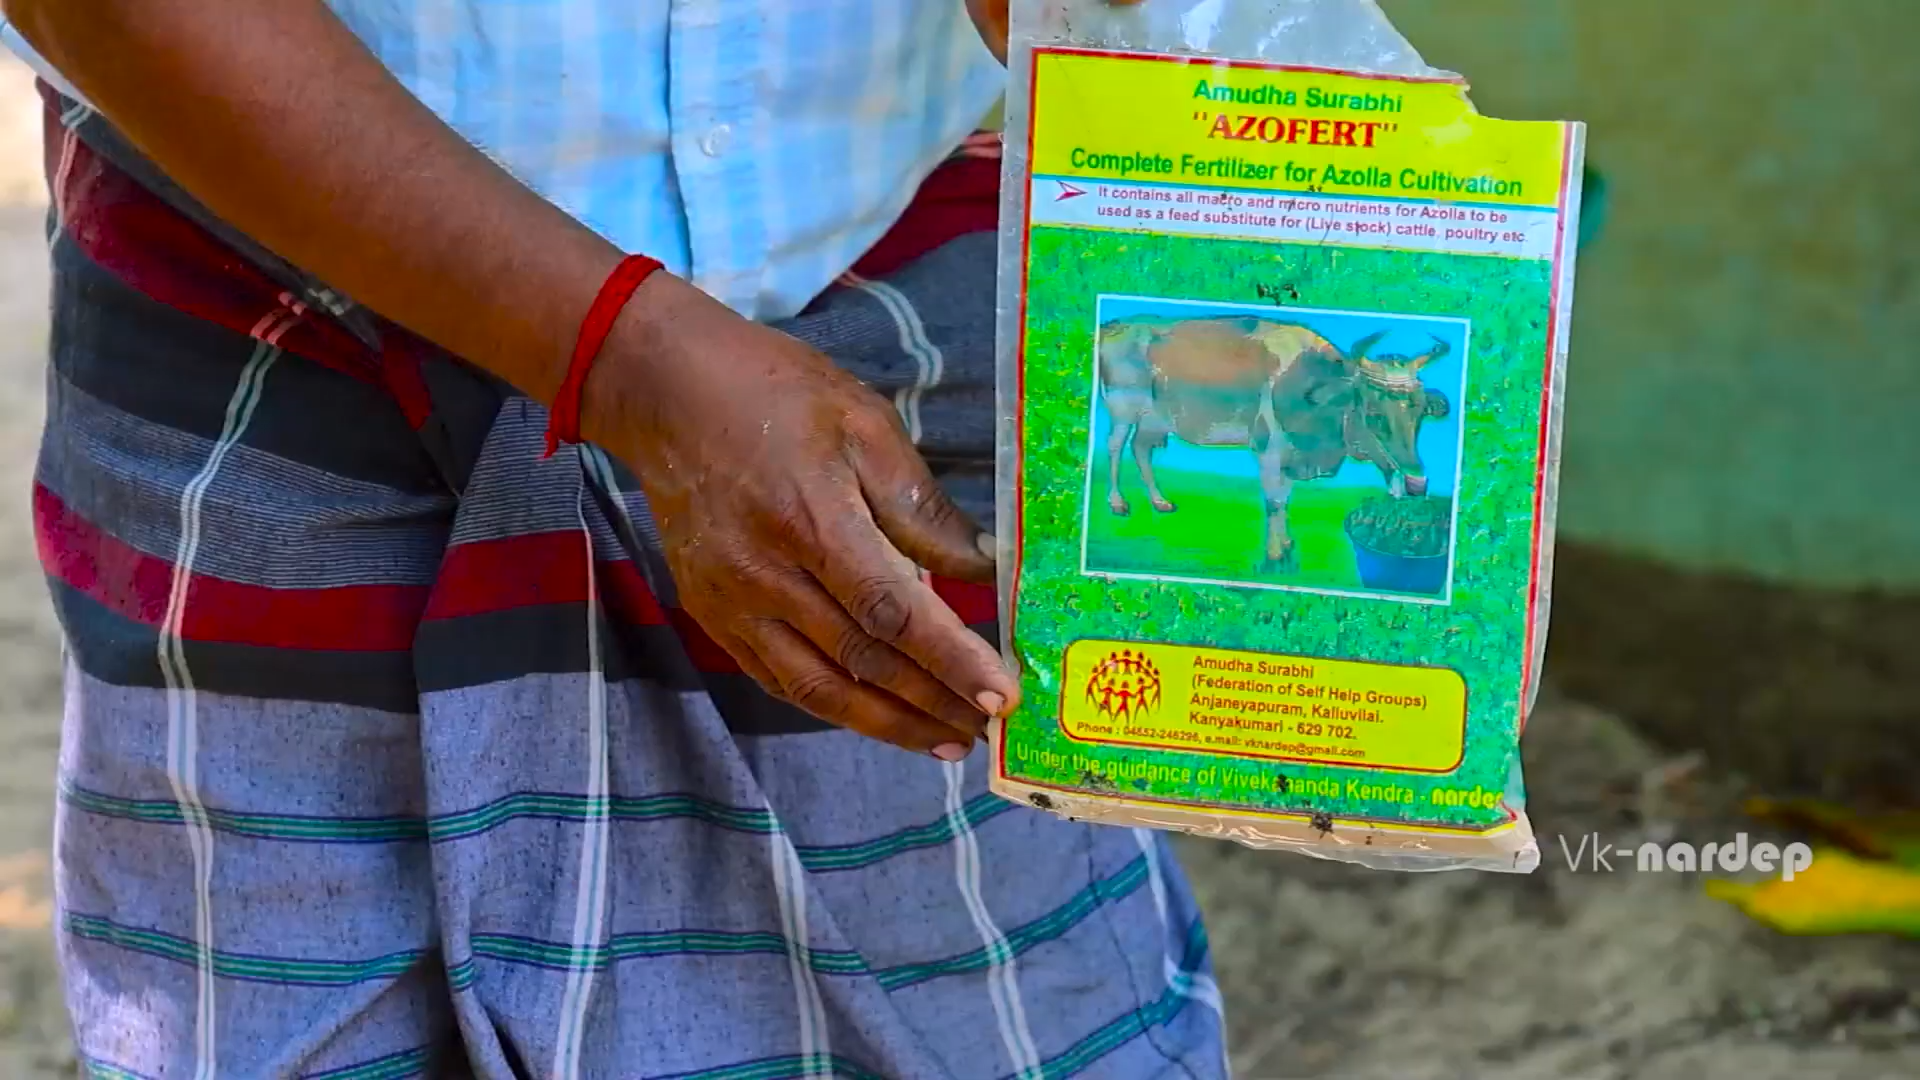 Amudha Surabhi
"AZOFERT"
Complete Fertilizer for Azolla Cultivation
It contains all macro and micro nutrients for Azolla to be
used as a feed substitute for (Live stock) cattle, poultry etc.
Amudha Surabhi
(Federation of Self Help Groups)
Anjaneyapuram, Kalluvilai.
Kanyakumari - 629 702.
Phone : 04652-246296, e.mail: vknardep@gmail.com
Under the guidance of Vivekananda Kendra - nardep
Vk-nardep